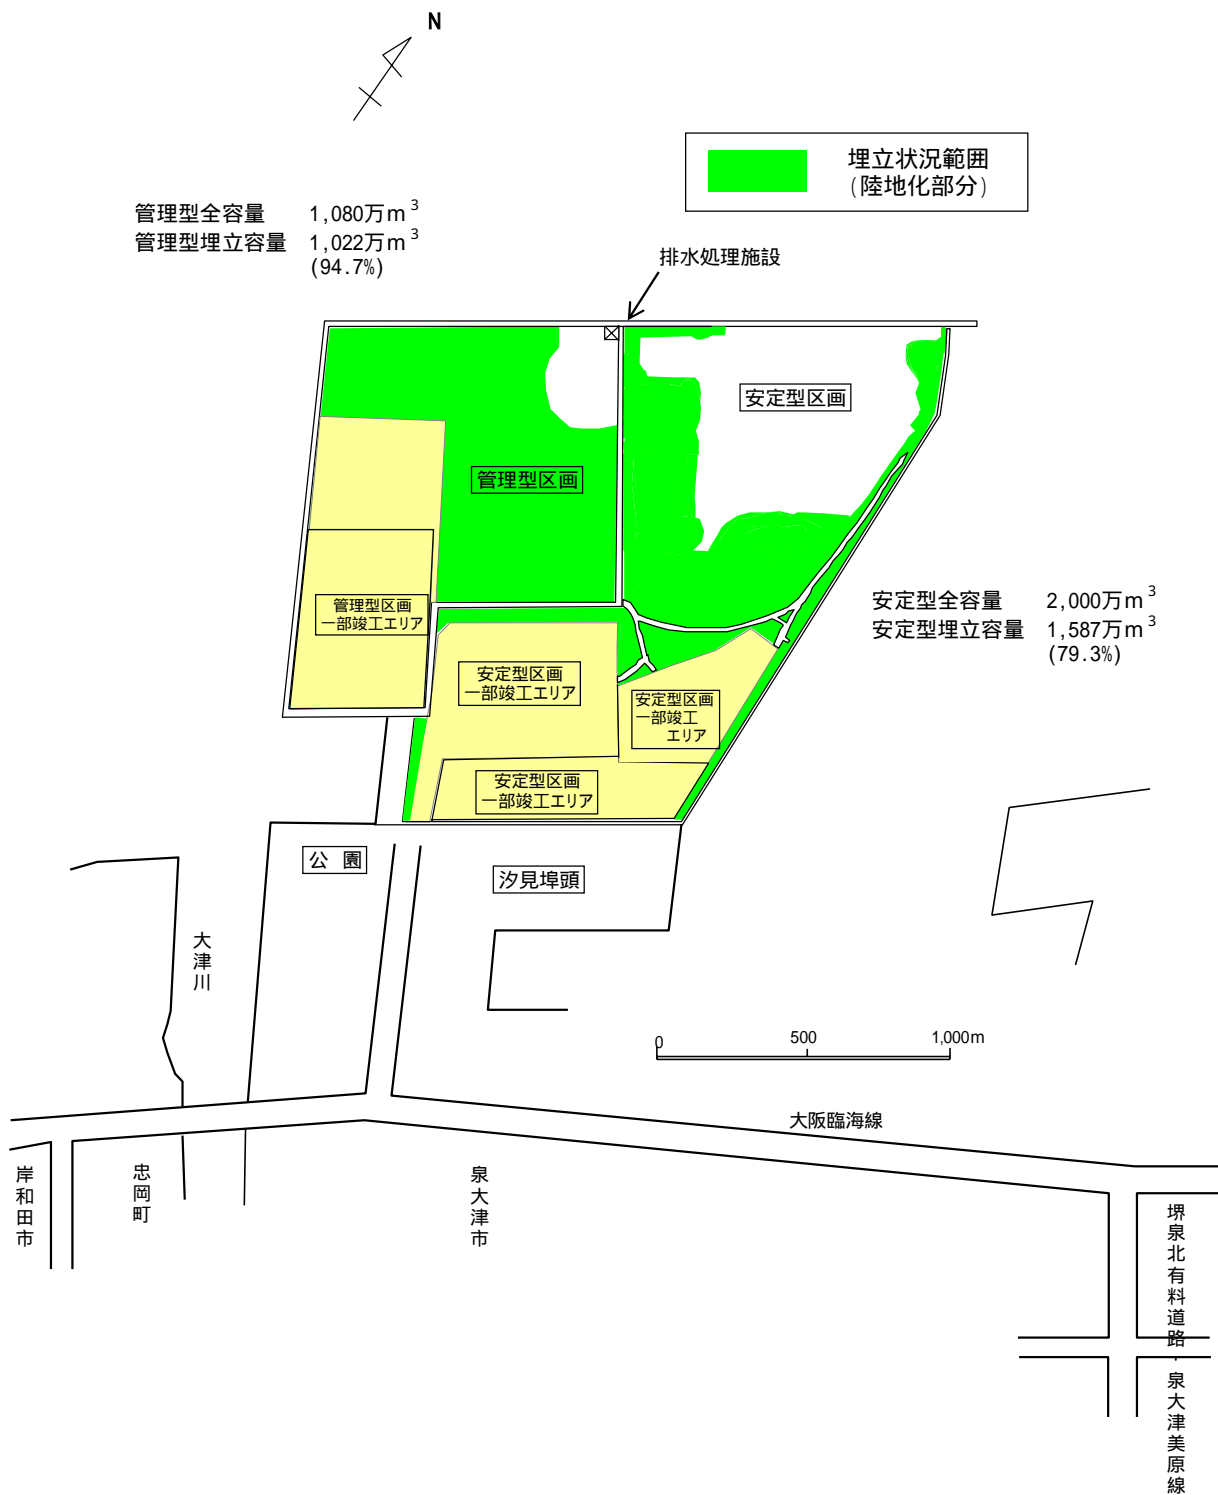 N
埋立状況範囲
(陸地化部分)
管理型全容量 1,080万m³
管理型埋立容量 1,022万m³
(94.7%)
排水処理施設
安定型区画
管理型区画
管理型区画
一部竣工エリア
安定型全容量 2,000万m³
安定型埋立容量 1,587万m³
(79.3%)
安定型区画
一部竣工エリア
安定型区画
一部竣工
エリア
安定型区画
一部竣工エリア
公 園
汐見埠頭
大津川
0 500 1,000m
大阪臨海線
岸和田市
忠岡町
泉大津市
堺泉北有料道路・泉大津美原線